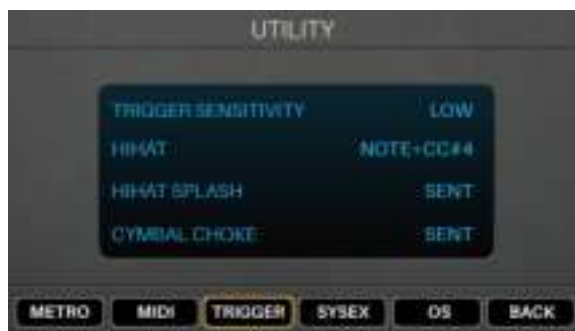 UTILITY
TRIGGER SENSITIVITY LOW
HIHAT NOTE+CC#4
HIHAT SPLASH SENT
CYMBAL CHOKE SENT
METRO MIDI TRIGGER SYSEX OS BACK